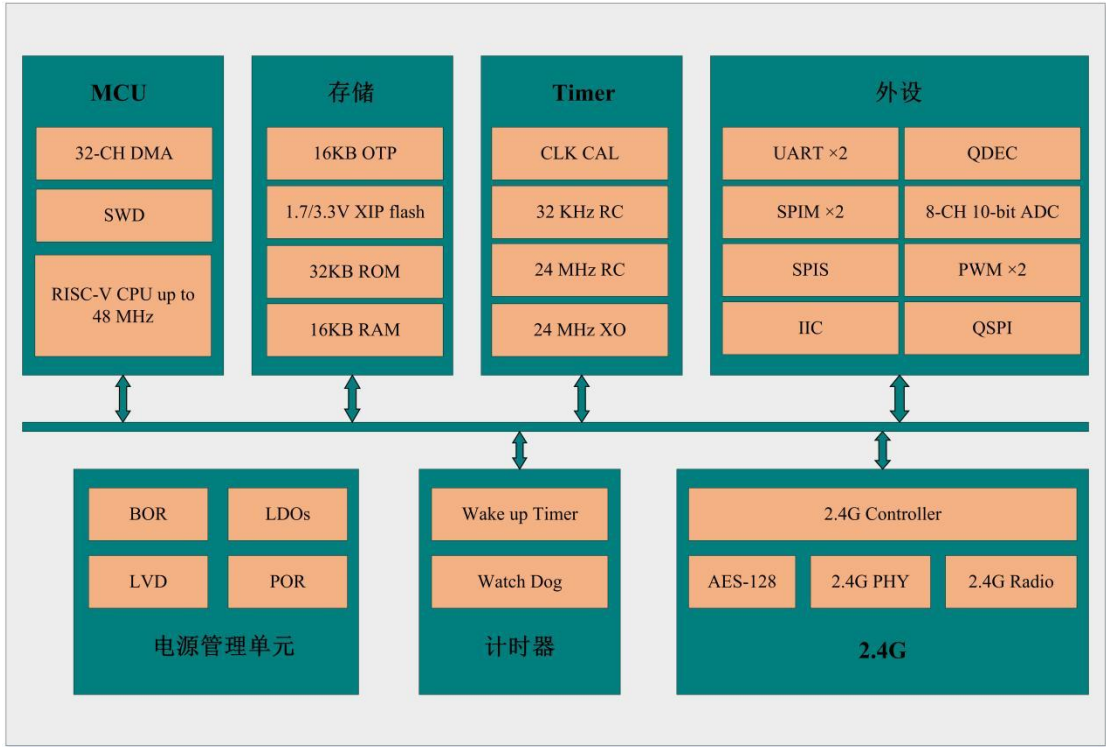 MCU
32-CH DMA
SWD
RISC-V CPU up to
48 MHz
存储
16KB OTP
1.7/3.3V XIP flash
32KB ROM
16KB RAM
Timer
CLK CAL
32 KHz RC
24 MHz RC
24 MHz XO
外设
UART ×2
QDEC
SPIM ×2
8-CH 10-bit ADC
SPIS
PWM ×2
IIC
QSPI
BOR
LDOs
LVD
POR
电源管理单元
Wake up Timer
Watch Dog
计时器
2.4G Controller
AES-128
2.4G PHY
2.4G Radio
2.4G